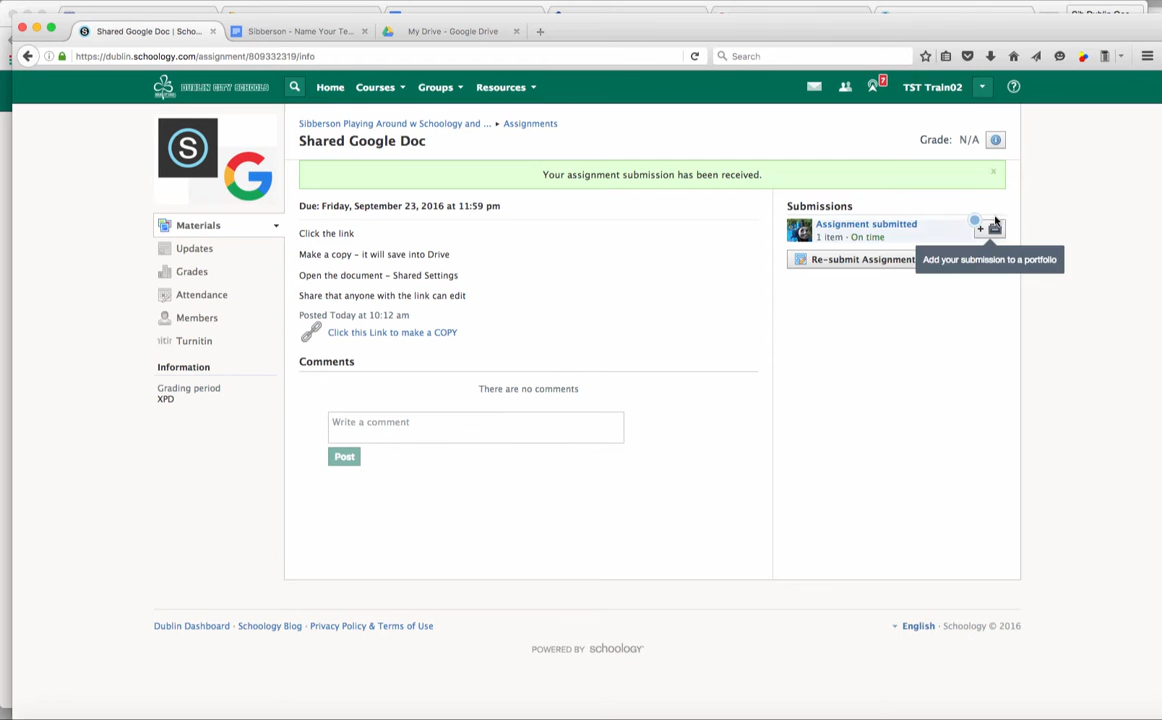 Sib Dublin Goo
Shared Google Doc | Scho...
Sibberson - Name Your Te...
My Drive - Google Drive
https://dublin.schoology.com/assignment/809332319/info
Search
DUBLIN CITY SCHOOLS
Home
Courses
Groups
Resources
7
TST Train02
Sibberson Playing Around w Schoology and ... ▸ Assignments
Shared Google Doc
Grade: N/A
Your assignment submission has been received.
Materials
Updates
Grades
Attendance
Members
Turnitin
Information
Grading period
XPD
Due: Friday, September 23, 2016 at 11:59 pm
Click the link
Make a copy – it will save into Drive
Open the document – Shared Settings
Share that anyone with the link can edit
Posted Today at 10:12 am
Click this Link to make a COPY
Comments
There are no comments
Write a comment
Post
Submissions
Assignment submitted
1 item · On time
Re-submit Assignment
Add your submission to a portfolio
Dublin Dashboard · Schoology Blog · Privacy Policy & Terms of Use
English · Schoology © 2016
POWERED BY schoology